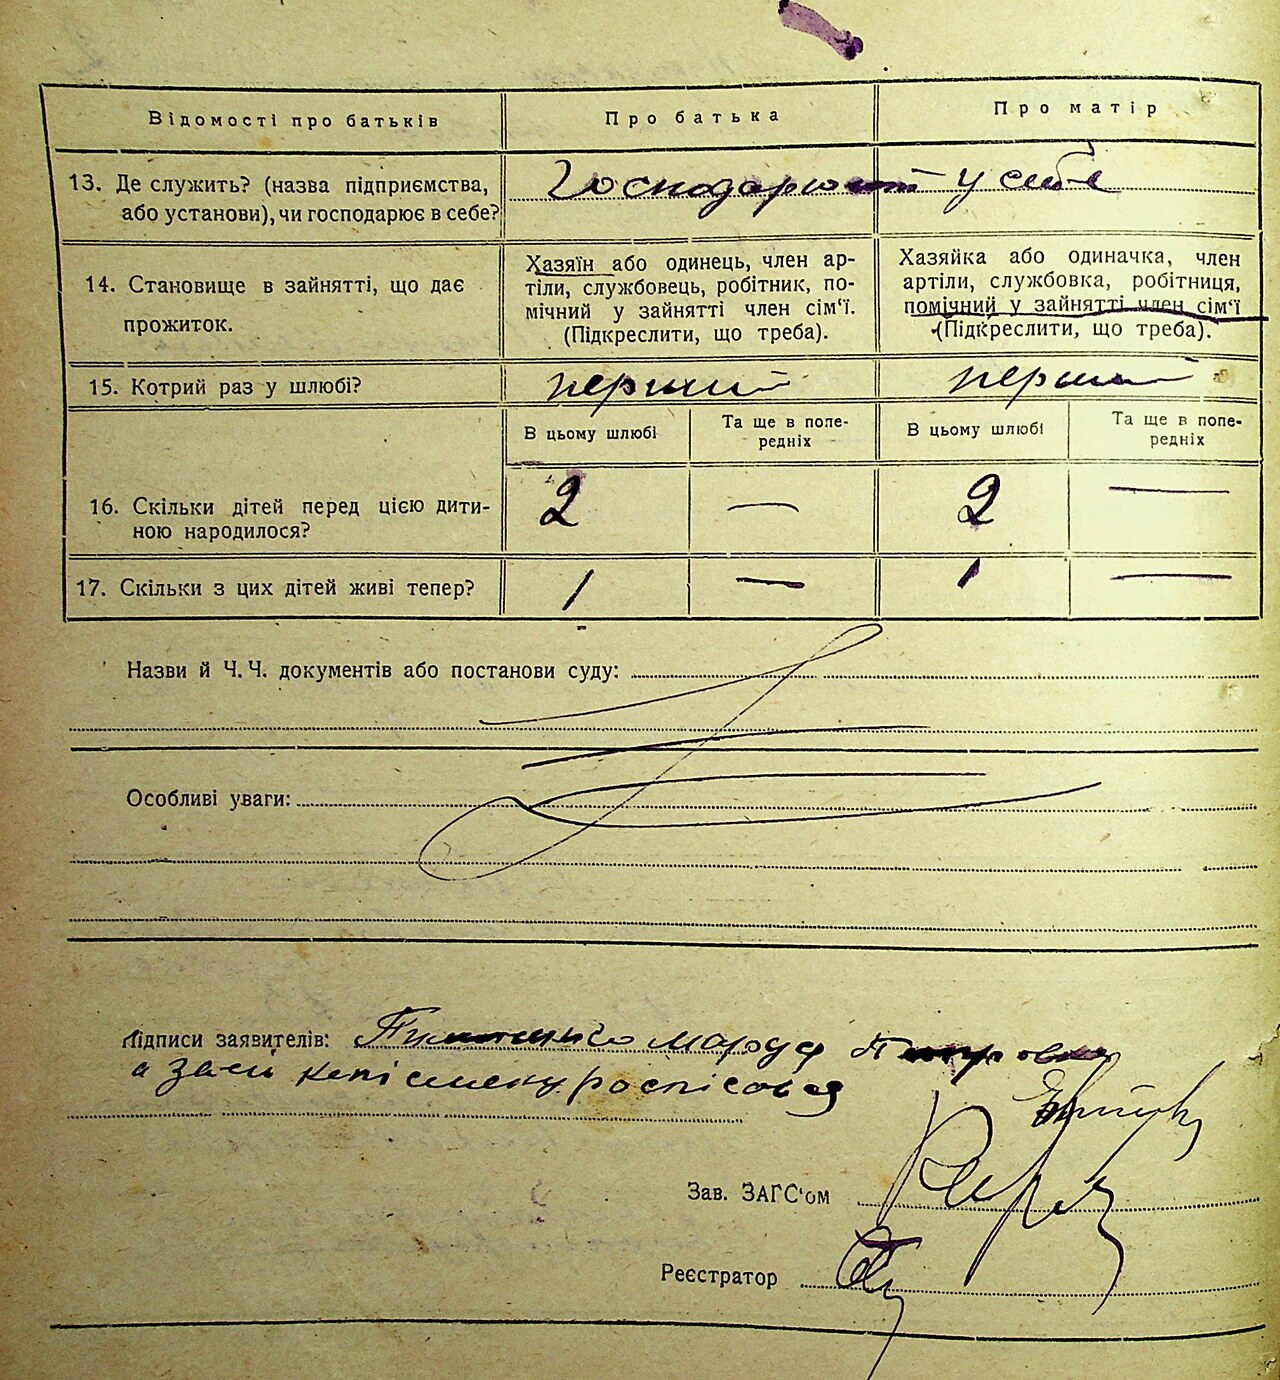 Відомості про батьків
Про батька
Про матір
13. Де служить? (назва підприємства,
або установи), чи господарює в себе?
Господарюють у себе
14. Становище в зайнятті, що дає
прожиток.
Хазяїн або одинець, член ар-
тіли, службовець, робітник, по-
мічний у зайнятті член сім'ї.
(Підкреслити, що треба).
Хазяйка або одиначка, член
артіли, службовка, робітниця,
помічний у зайнятті член сім'ї
(Підкреслити, що треба).
15. Котрий раз у шлюбі?
перший
перший
В цьому шлюбі
Та ще в попе-
редніх
В цьому шлюбі
Та ще в попе-
редніх
16. Скільки дітей перед цією дити-
ною народилося?
2
—
2
—
17. Скільки з цих дітей живі тепер?
1
—
1
—
Назви й Ч.Ч. документів або постанови суду:
Особливі уваги:
Підписи заявителів:
а за
Зав. ЗАГС'ом
Реєстратор